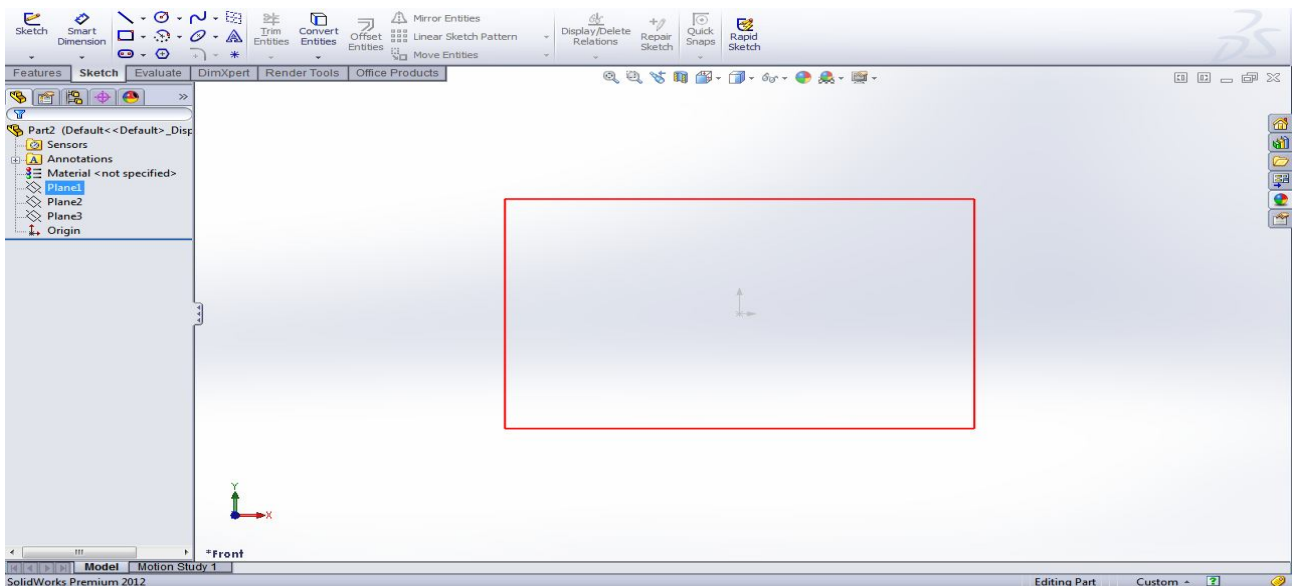 Sketch
Smart Dimension
Trim Entities
Convert Entities
Offset Entities
Mirror Entities
Linear Sketch Pattern
Move Entities
Display/Delete Relations
Repair Sketch
Quick Snaps
Rapid Sketch
Features Sketch Evaluate DimXpert Render Tools Office Products
Part2 (Default<<Default>_Disp
Sensors
Annotations
Material <not specified>
Plane1
Plane2
Plane3
Origin
Y
X
*Front
Model Motion Study 1
SolidWorks Premium 2012 Editing Part Custom